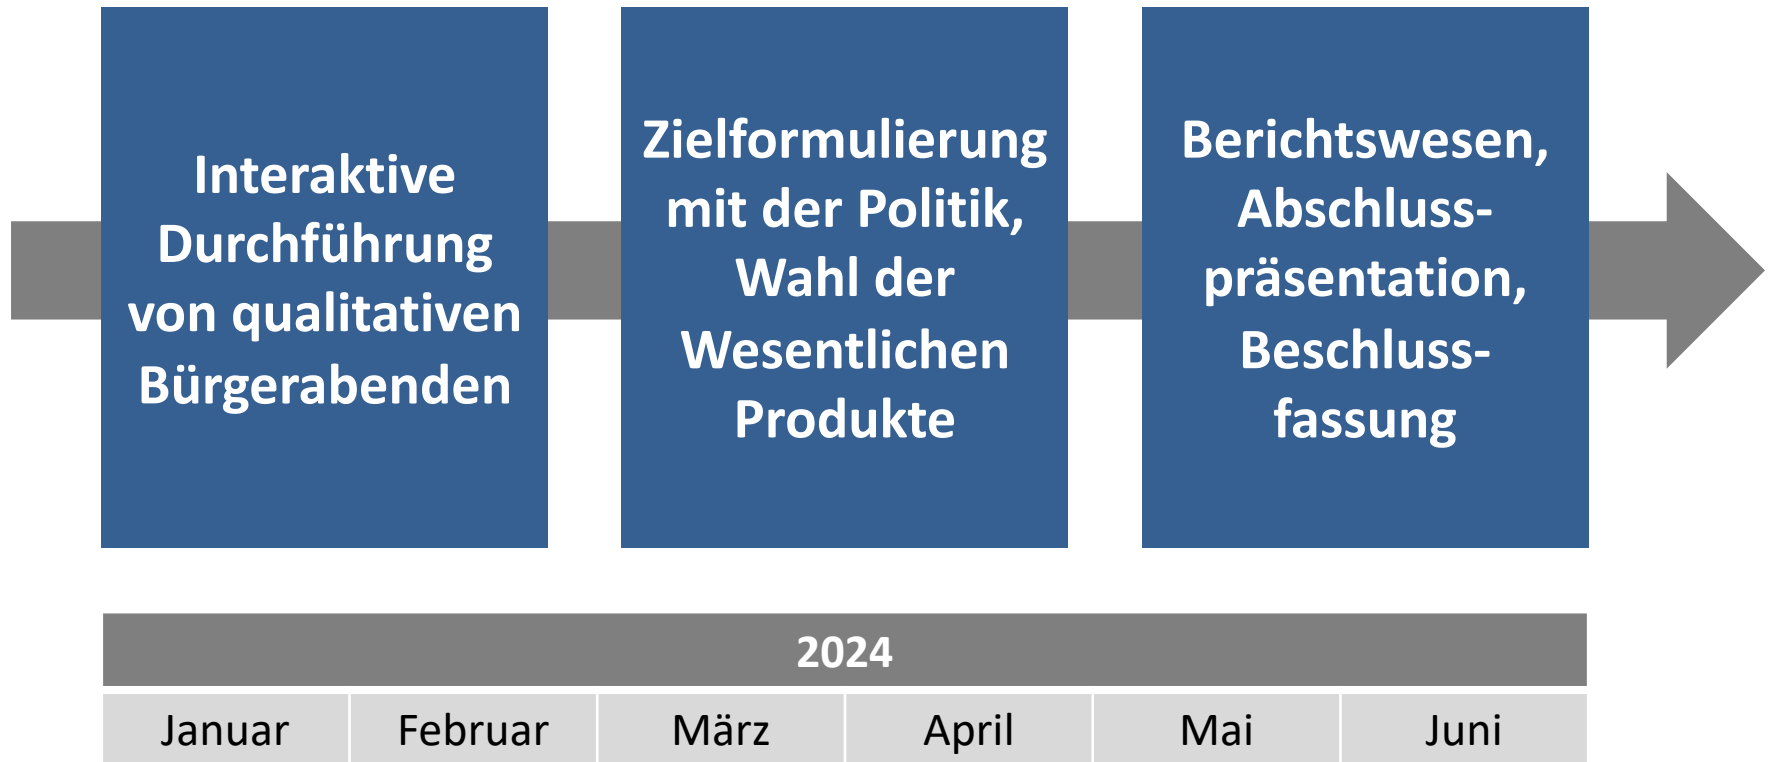 Interaktive
Durchführung
von qualitativen
Bürgerabenden
Zielformulierung
mit der Politik,
Wahl der
Wesentlichen
Produkte
Berichtswesen,
Abschluss-
präsentation,
Beschluss-
fassung
2024
Januar Februar März April Mai Juni